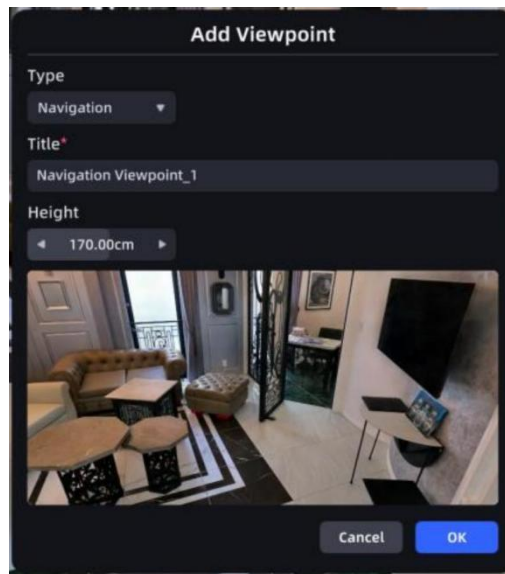 Add Viewpoint
Type
Navigation
Title*
Navigation Viewpoint_1
Height
170.00cm
Cancel
OK